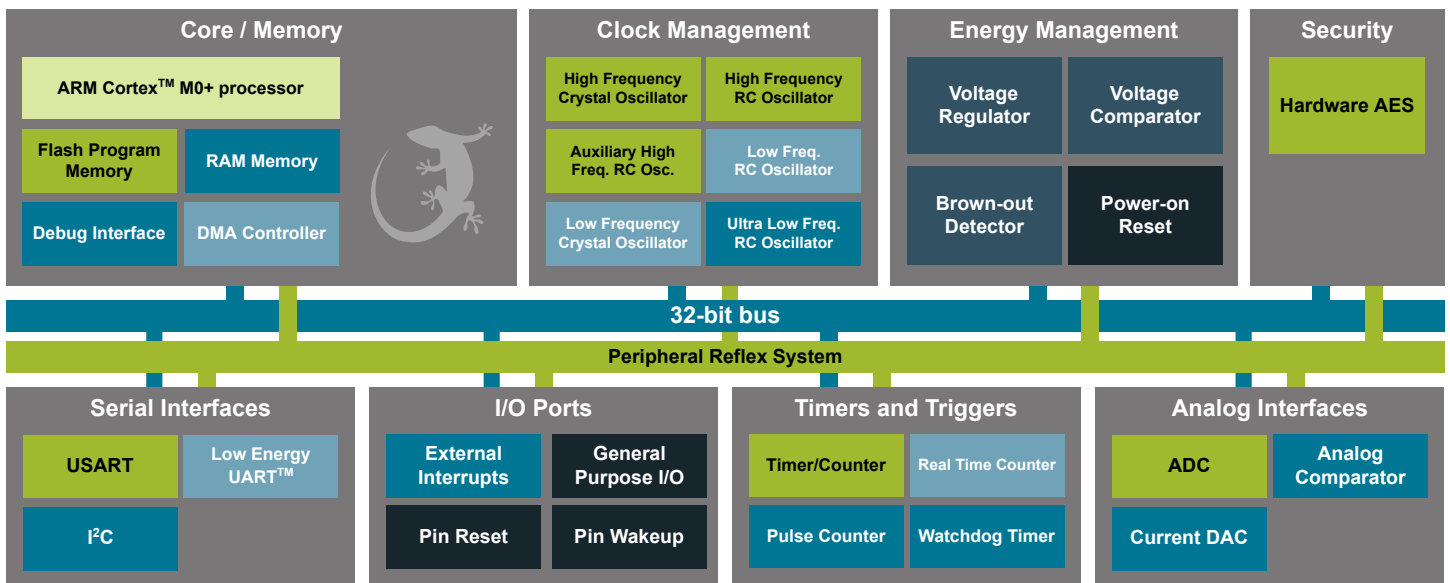 Core / Memory
ARM Cortex™ M0+ processor
Flash Program
Memory
RAM Memory
Debug Interface
DMA Controller
Clock Management
High Frequency
Crystal Oscillator
High Frequency
RC Oscillator
Auxiliary High
Freq. RC Osc.
Low Freq.
RC Oscillator
Low Frequency
Crystal Oscillator
Ultra Low Freq.
RC Oscillator
Energy Management
Voltage
Regulator
Voltage
Comparator
Brown-out
Detector
Power-on
Reset
Security
Hardware AES
32-bit bus
Peripheral Reflex System
Serial Interfaces
USART
Low Energy
UART™
I²C
I/O Ports
External
Interrupts
General
Purpose I/O
Pin Reset
Pin Wakeup
Timers and Triggers
Timer/Counter
Real Time Counter
Pulse Counter
Watchdog Timer
Analog Interfaces
ADC
Analog
Comparator
Current DAC